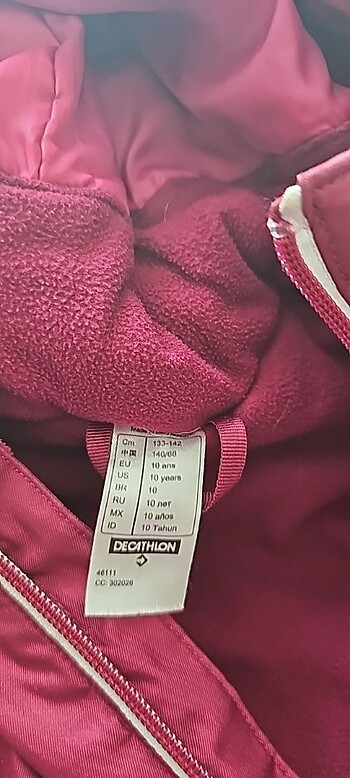 Made in
Cm 133-142
中国 140/68
EU 10 ans
US 10 years
BR 10
RU 10 лет
MX 10 años
ID 10 Tahun
DECATHLON
46111
CC: 302026